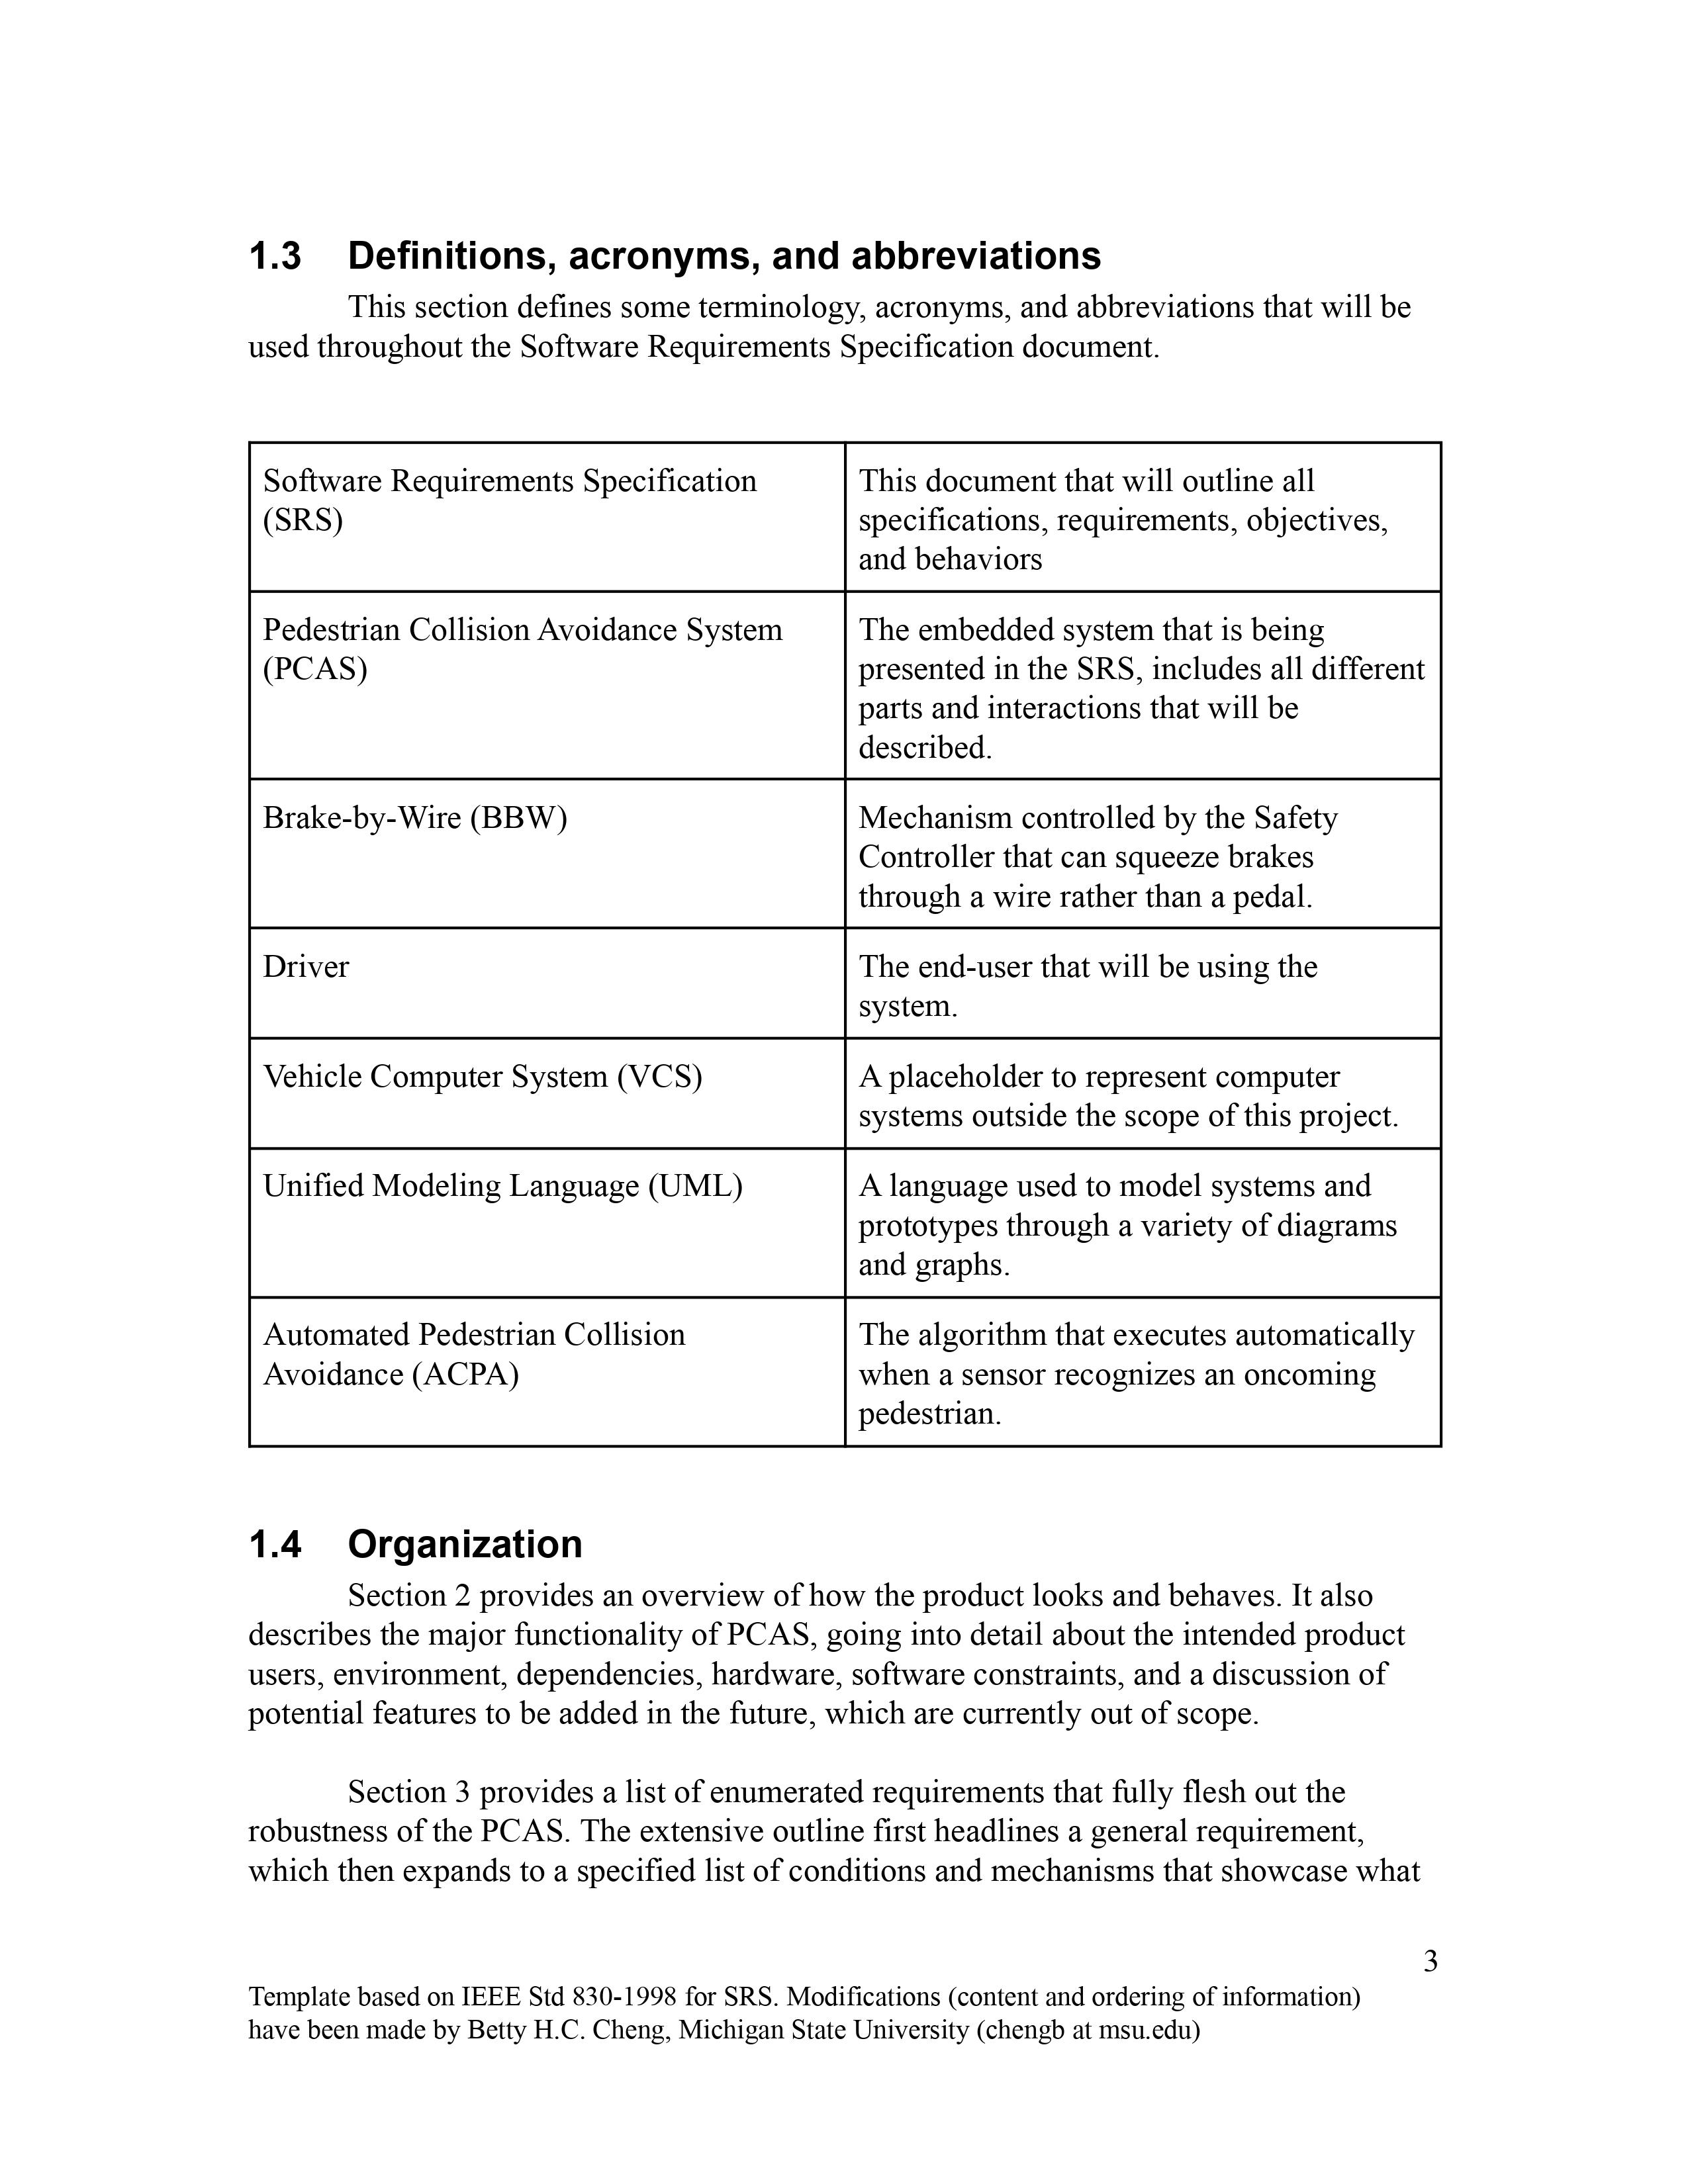 1.3 Definitions, acronyms, and abbreviations
This section defines some terminology, acronyms, and abbreviations that will be
used throughout the Software Requirements Specification document.
Software Requirements Specification
(SRS)
This document that will outline all
specifications, requirements, objectives,
and behaviors
Pedestrian Collision Avoidance System
(PCAS)
The embedded system that is being
presented in the SRS, includes all different
parts and interactions that will be
described.
Brake-by-Wire (BBW)
Mechanism controlled by the Safety
Controller that can squeeze brakes
through a wire rather than a pedal.
Driver
The end-user that will be using the
system.
Vehicle Computer System (VCS)
A placeholder to represent computer
systems outside the scope of this project.
Unified Modeling Language (UML)
A language used to model systems and
prototypes through a variety of diagrams
and graphs.
Automated Pedestrian Collision
Avoidance (ACPA)
The algorithm that executes automatically
when a sensor recognizes an oncoming
pedestrian.
1.4 Organization
Section 2 provides an overview of how the product looks and behaves. It also
describes the major functionality of PCAS, going into detail about the intended product
users, environment, dependencies, hardware, software constraints, and a discussion of
potential features to be added in the future, which are currently out of scope.
Section 3 provides a list of enumerated requirements that fully flesh out the
robustness of the PCAS. The extensive outline first headlines a general requirement,
which then expands to a specified list of conditions and mechanisms that showcase what
3
Template based on IEEE Std 830-1998 for SRS. Modifications (content and ordering of information)
have been made by Betty H.C. Cheng, Michigan State University (chengb at msu.edu)